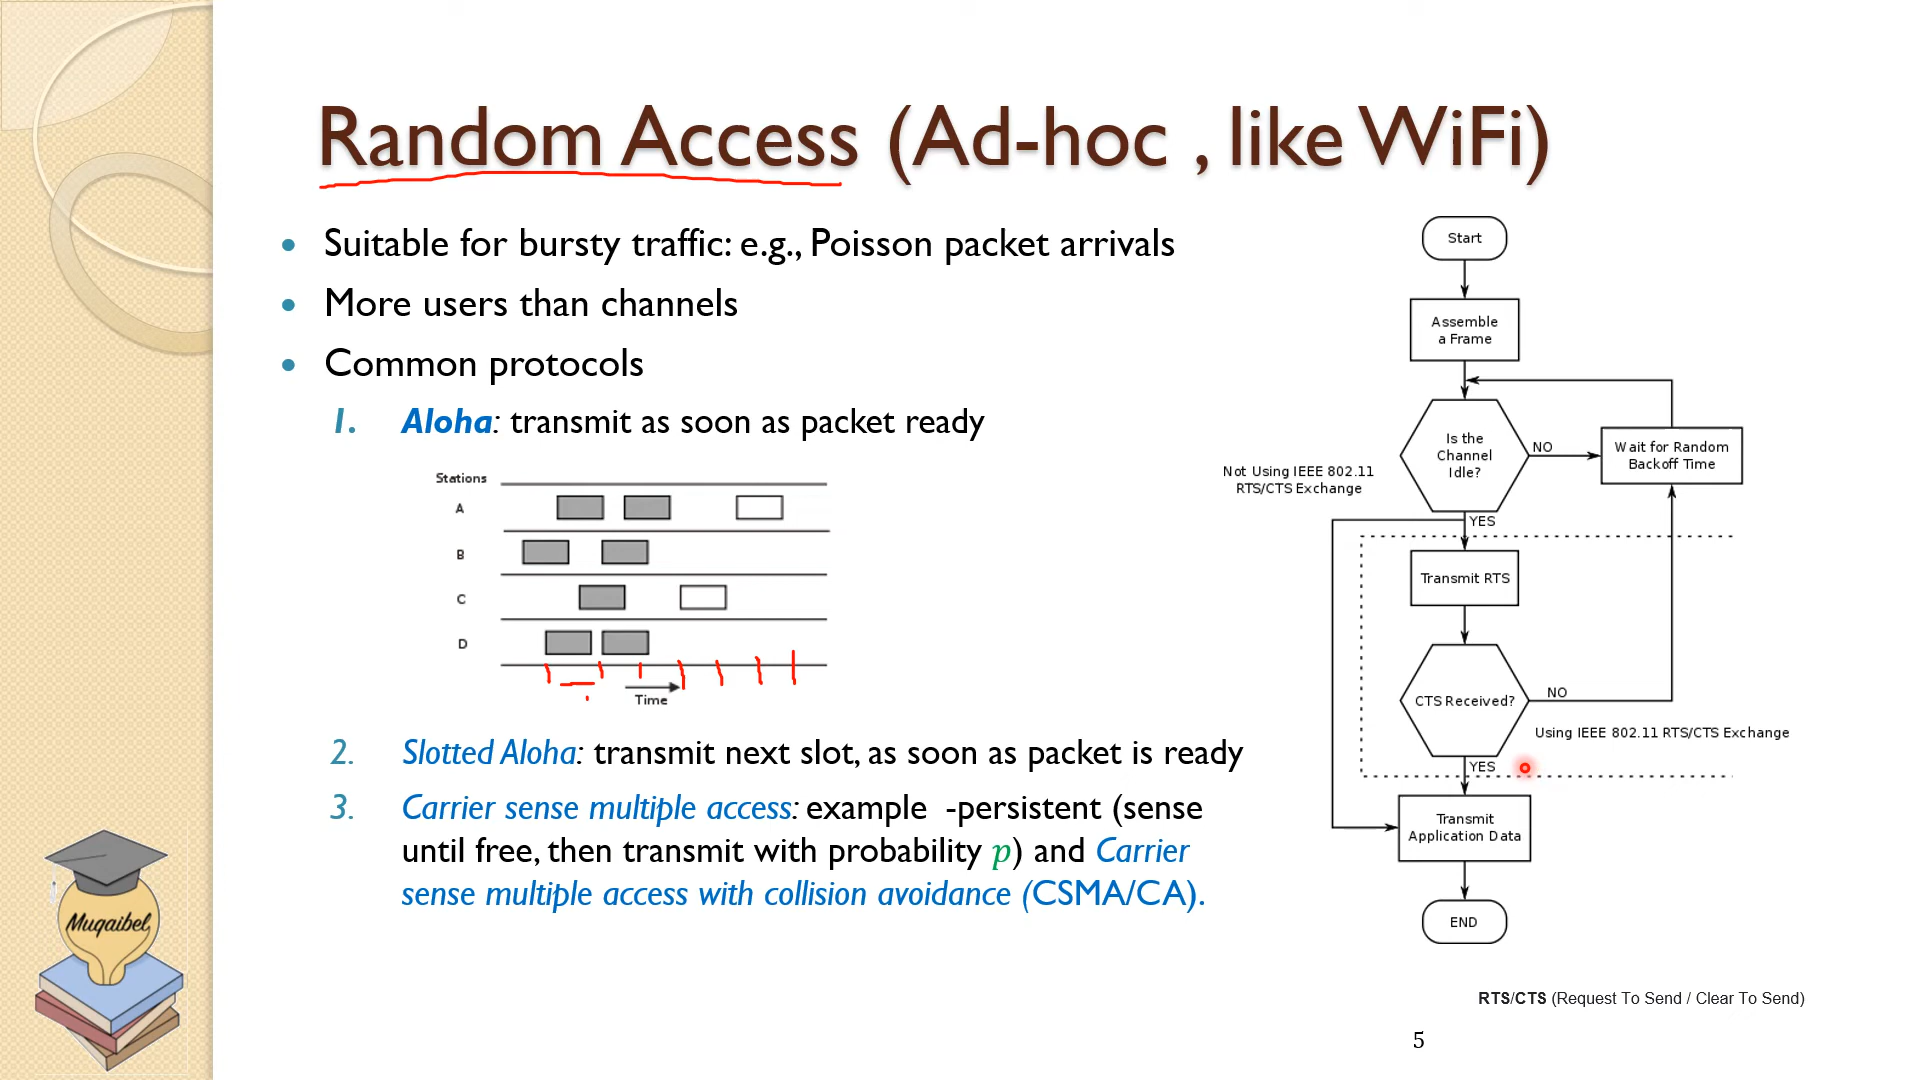 Random Access (Ad-hoc , like WiFi)
• Suitable for bursty traffic: e.g., Poisson packet arrivals
• More users than channels
• Common protocols
1. Aloha: transmit as soon as packet ready
Stations
A
B
C
D
Time
2. Slotted Aloha: transmit next slot, as soon as packet is ready
3. Carrier sense multiple access: example -persistent (sense
until free, then transmit with probability p) and Carrier
sense multiple access with collision avoidance (CSMA/CA).
Start
Assemble
a Frame
Is the
Channel
Idle?
NO
Wait for Random
Backoff Time
Not Using IEEE 802.11
RTS/CTS Exchange
YES
Transmit RTS
CTS Received?
NO
Using IEEE 802.11 RTS/CTS Exchange
YES
Transmit
Application Data
END
RTS/CTS (Request To Send / Clear To Send)
5
Muqaibel